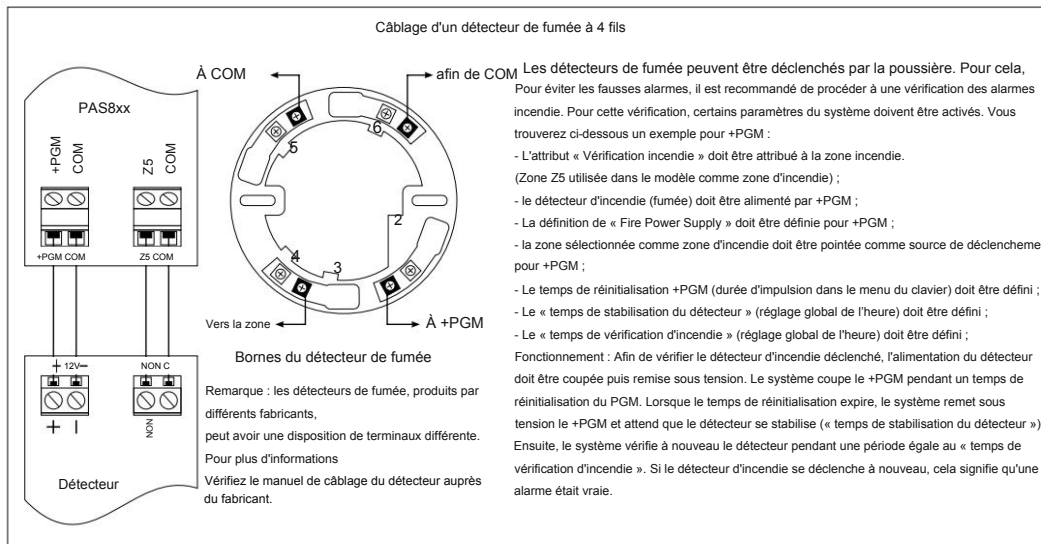 Câblage d'un détecteur de fumée à 4 fils
PAS8xx
+PGM
COM
Z5
COM
+PGM COM
Z5 COM
+ 12V-
NON C
+
-
NON
Détecteur
À COM
afin de COM
6
5
2
4
3
Vers la zone
À +PGM
Bornes du détecteur de fumée
Remarque : les détecteurs de fumée, produits par
différents fabricants,
peut avoir une disposition de terminaux différente.
Pour plus d'informations
Vérifiez le manuel de câblage du détecteur auprès
du fabricant.
Les détecteurs de fumée peuvent être déclenchés par la poussière. Pour cela,
Pour éviter les fausses alarmes, il est recommandé de procéder à une vérification des alarmes
incendie. Pour cette vérification, certains paramètres du système doivent être activés. Vous
trouverez ci-dessous un exemple pour +PGM :
- L'attribut « Vérification incendie » doit être attribué à la zone incendie.
(Zone Z5 utilisée dans le modèle comme zone d'incendie) ;
- le détecteur d'incendie (fumée) doit être alimenté par +PGM ;
- La définition de « Fire Power Supply » doit être définie pour +PGM ;
- la zone sélectionnée comme zone d'incendie doit être pointée comme source de déclencheme
pour +PGM ;
- Le temps de réinitialisation +PGM (durée d'impulsion dans le menu du clavier) doit être défini ;
- Le « temps de stabilisation du détecteur » (réglage global de l'heure) doit être défini ;
- Le « temps de vérification d'incendie » (réglage global de l'heure) doit être défini ;
Fonctionnement : Afin de vérifier le détecteur d'incendie déclenché, l'alimentation du détecteur
doit être coupée puis remise sous tension. Le système coupe le +PGM pendant un temps de
réinitialisation du PGM. Lorsque le temps de réinitialisation expire, le système remet sous
tension le +PGM et attend que le détecteur se stabilise (« temps de stabilisation du détecteur »)
Ensuite, le système vérifie à nouveau le détecteur pendant une période égale au « temps de
vérification d'incendie ». Si le détecteur d'incendie se déclenche à nouveau, cela signifie qu'une
alarme était vraie.